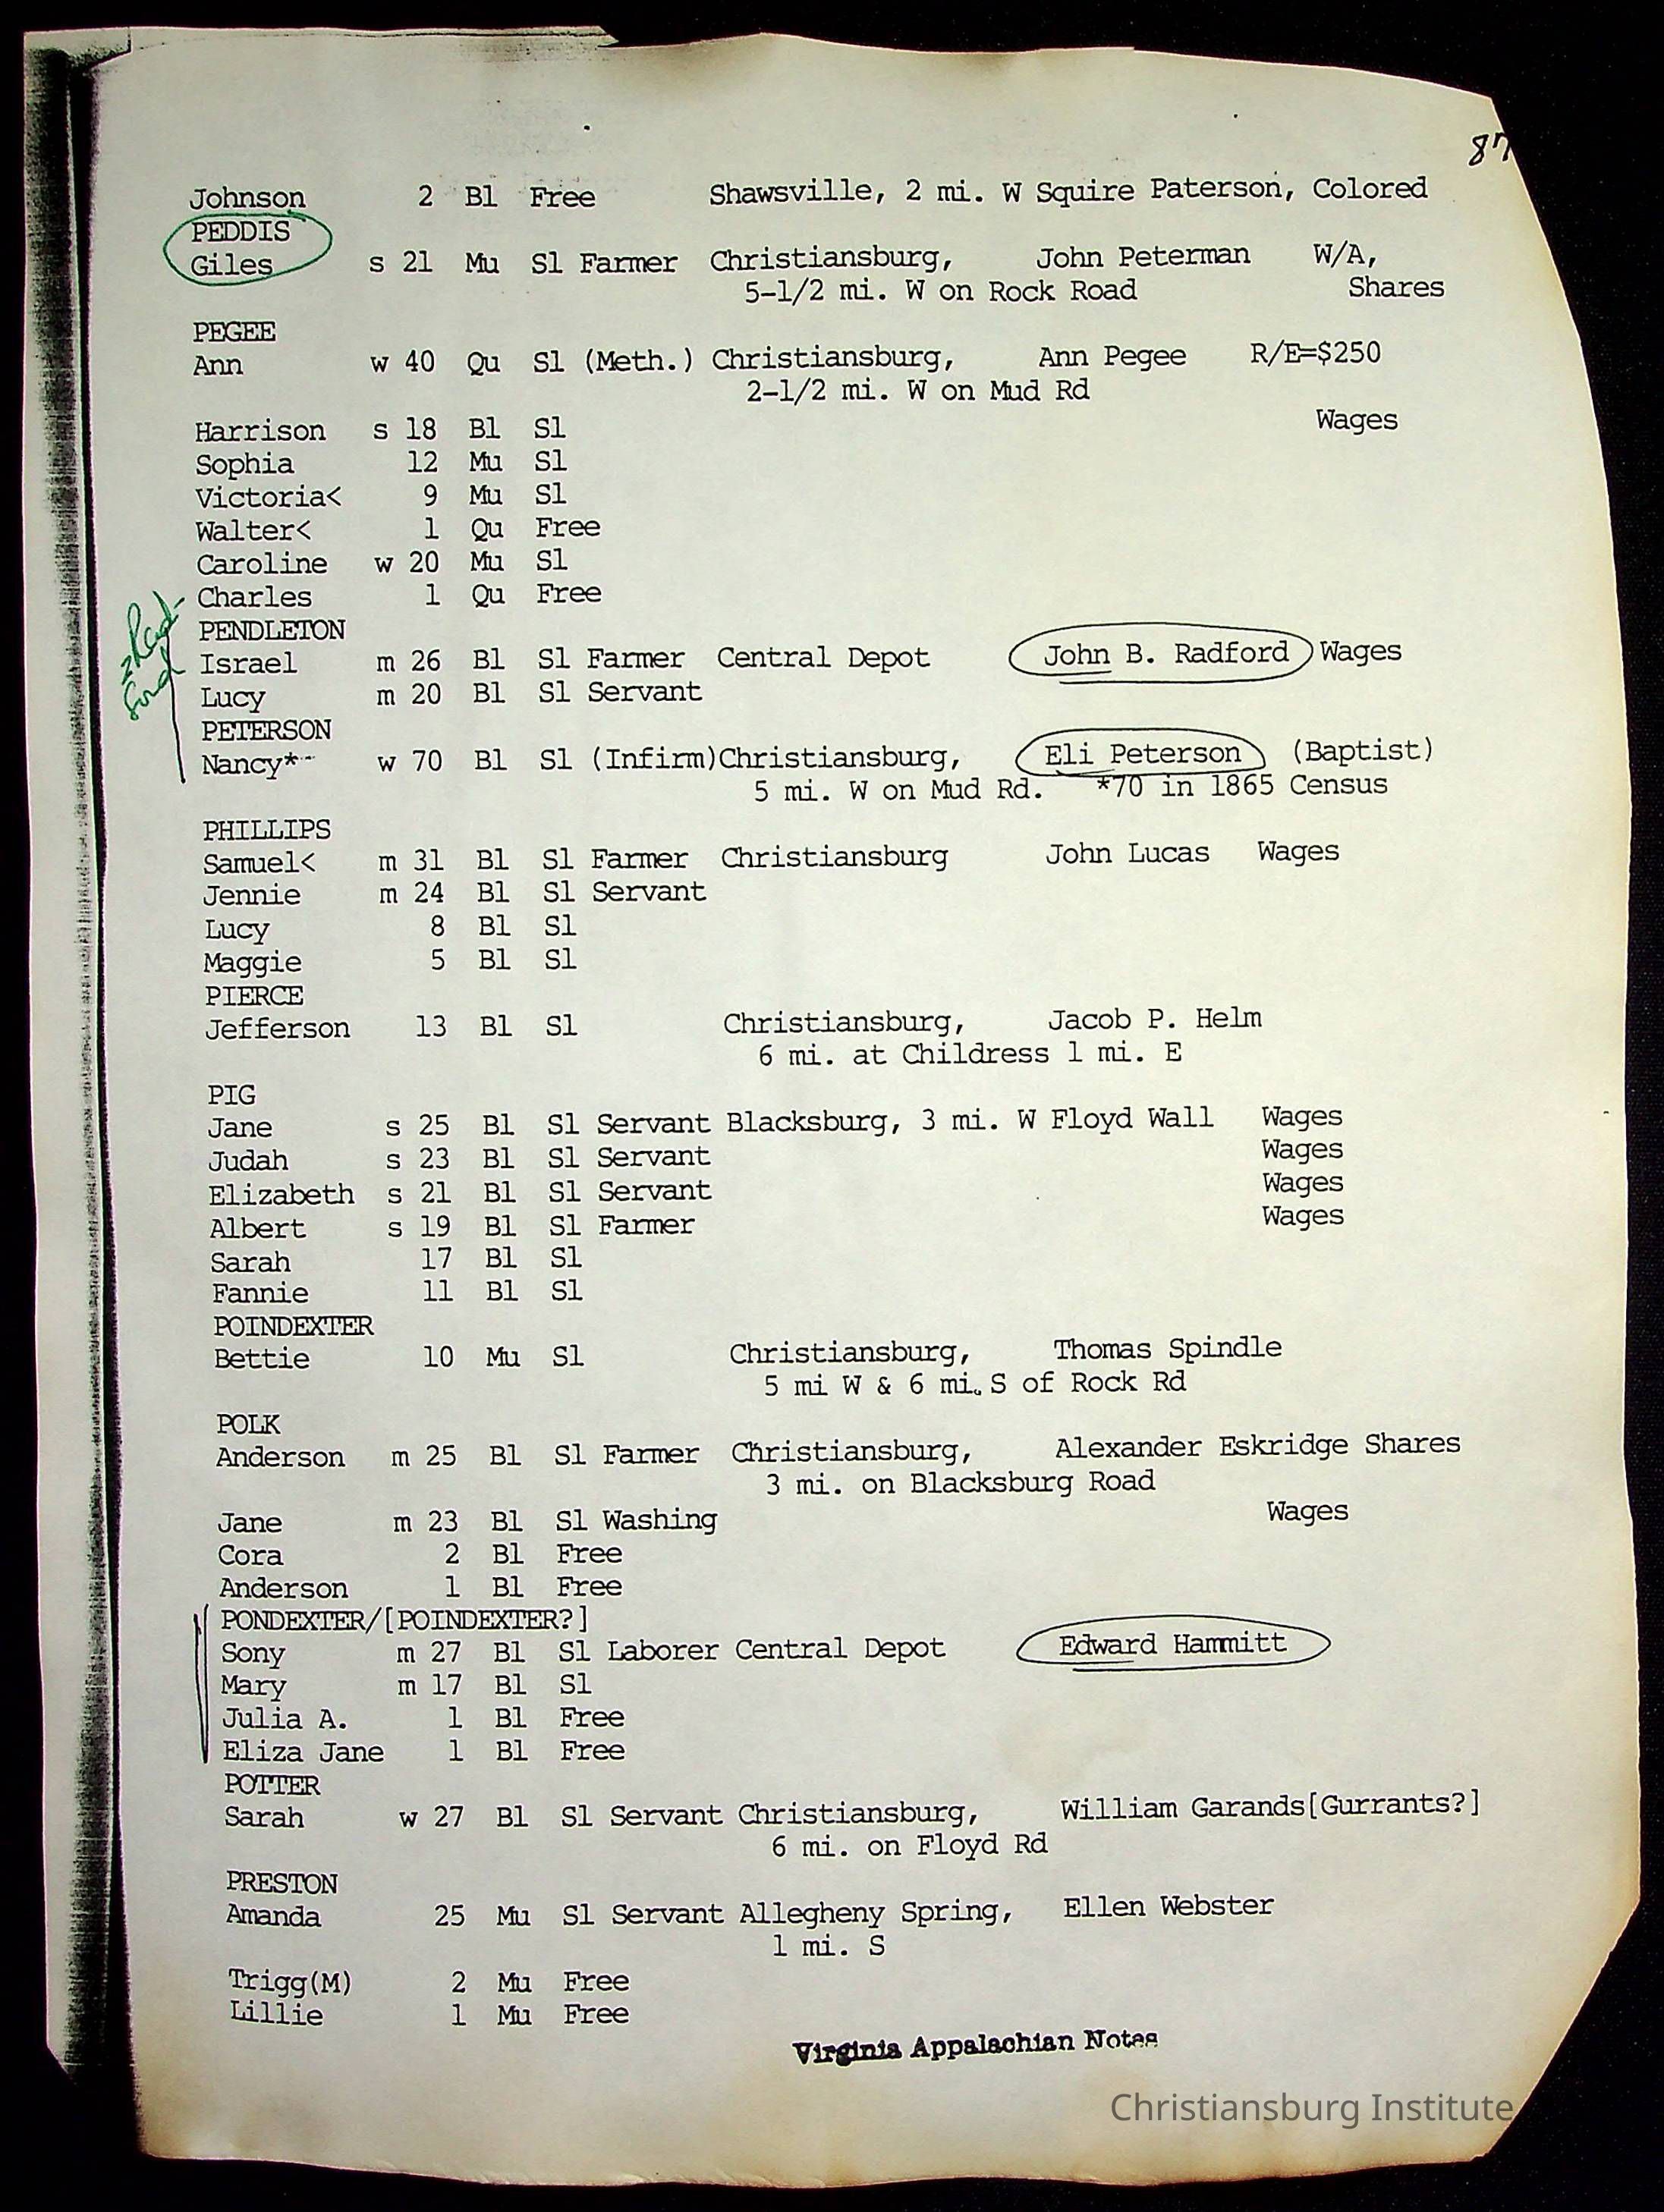 87
Johnson 2 Bl Free Shawsville, 2 mi. W Squire Paterson, Colored
PEDDIS
Giles s 21 Mu Sl Farmer Christiansburg, John Peterman W/A,
5-1/2 mi. W on Rock Road Shares
PEGEE
Ann w 40 Qu Sl (Meth.) Christiansburg, Ann Pegee R/E=$250
2-1/2 mi. W on Mud Rd
Harrison s 18 Bl Sl Wages
Sophia 12 Mu Sl
Victoria< 9 Mu Sl
Walter< 1 Qu Free
Caroline w 20 Mu Sl
Charles 1 Qu Free
PENDLETON
Israel m 26 Bl Sl Farmer Central Depot John B. Radford Wages
Lucy m 20 Bl Sl Servant
PETERSON
Nancy* w 70 Bl Sl (Infirm)Christiansburg, Eli Peterson (Baptist)
5 mi. W on Mud Rd. *70 in 1865 Census
PHILLIPS
Samuel< m 31 Bl Sl Farmer Christiansburg John Lucas Wages
Jennie m 24 Bl Sl Servant
Lucy 8 Bl Sl
Maggie 5 Bl Sl
PIERCE
Jefferson 13 Bl Sl Christiansburg, Jacob P. Helm
6 mi. at Childress 1 mi. E
PIG
Jane s 25 Bl Sl Servant Blacksburg, 3 mi. W Floyd Wall Wages
Judah s 23 Bl Sl Servant Wages
Elizabeth s 21 Bl Sl Servant Wages
Albert s 19 Bl Sl Farmer Wages
Sarah 17 Bl Sl
Fannie 11 Bl Sl
POINDEXTER
Bettie 10 Mu Sl Christiansburg, Thomas Spindle
5 mi W & 6 mi. S of Rock Rd
POLK
Anderson m 25 Bl Sl Farmer Christiansburg, Alexander Eskridge Shares
3 mi. on Blacksburg Road
Jane m 23 Bl Sl Washing Wages
Cora 2 Bl Free
Anderson 1 Bl Free
PONDEXTER/[POINDEXTER?]
Sony m 27 Bl Sl Laborer Central Depot Edward Hammitt
Mary m 17 Bl Sl
Julia A. 1 Bl Free
Eliza Jane 1 Bl Free
POTTER
Sarah w 27 Bl Sl Servant Christiansburg, William Garands[Gurrants?]
6 mi. on Floyd Rd
PRESTON
Amanda 25 Mu Sl Servant Allegheny Spring, Ellen Webster
1 mi. S
Trigg(M) 2 Mu Free
Lillie 1 Mu Free
Virginia Appalachian Notes
Christiansburg Institute